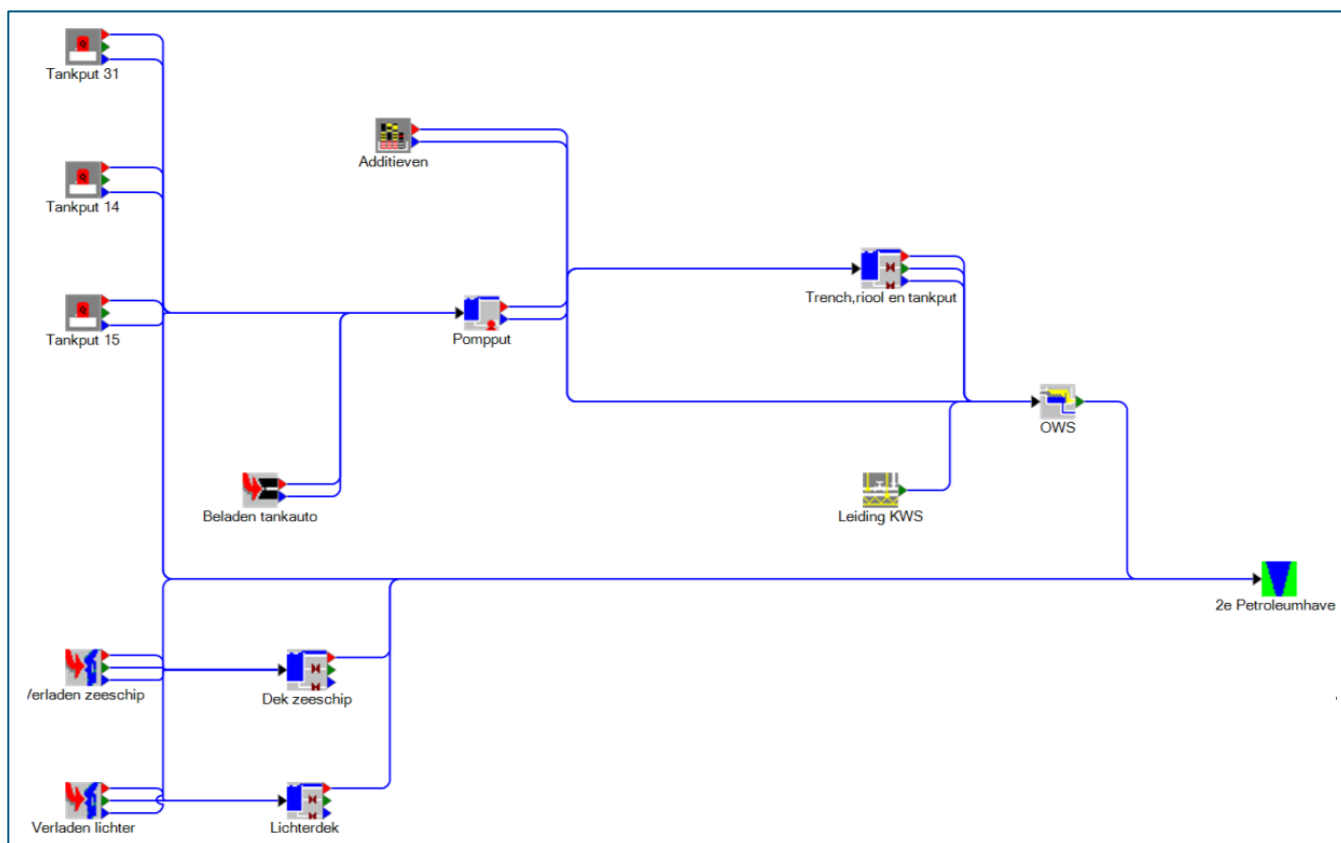 Tankput 31
Additieven
Tankput 14
Trench,riool en tankput
Tankput 15
Pompput
OWS
Beladen tankauto
Leiding KWS
2e Petroleumhave
Verladen zeeschip
Dek zeeschip
Verladen lichter
Lichterdek